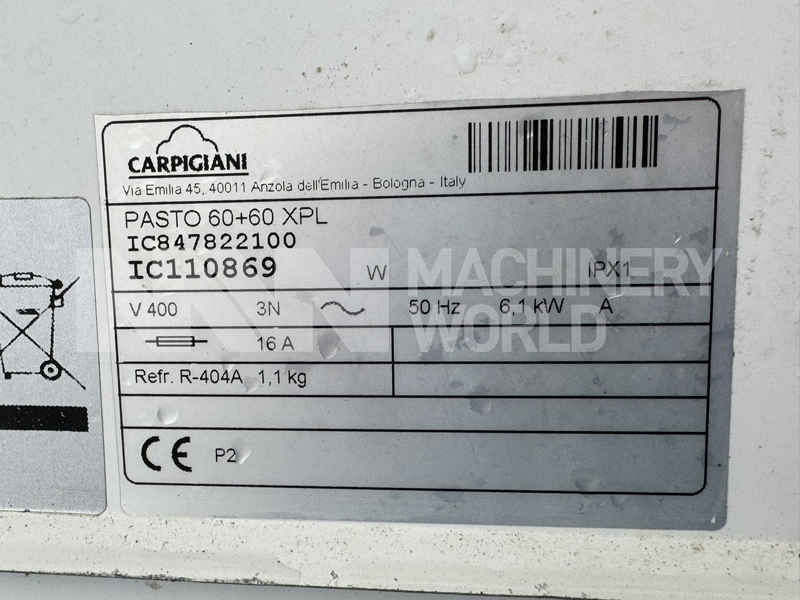 CARPIGIANI
Via Emilia 45, 40011 Anzola dell'Emilia - Bologna - Italy
PASTO 60+60 XPL
IC847822100
IC110869 W IPX1
V 400 3N 50 Hz 6,1 kW A
16 A
Refr. R-404A 1,1 kg
CE P2
MACHINERY
WORLD